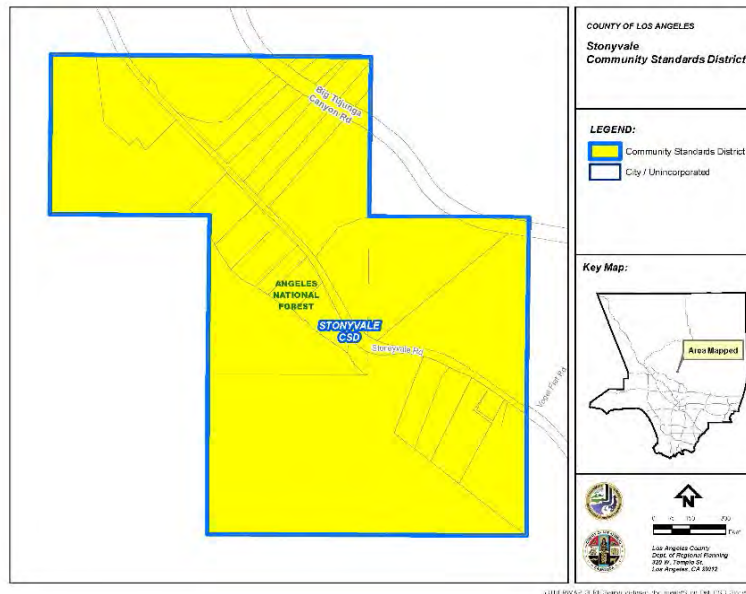 COUNTY OF LOS ANGELES
Stonyvale
Community Standards District
LEGEND:
Community Standards District
City / Unincorporated
Key Map:
Area Mapped
Big Tujunga
Canyon Rd
ANGELES
NATIONAL
FOREST
STONYVALE
CSD
Stoneyvale Rd
Vogel Flat Rd
N
Los Angeles County
Dept. of Regional Planning
320 W. Temple St.
Los Angeles, CA 90012